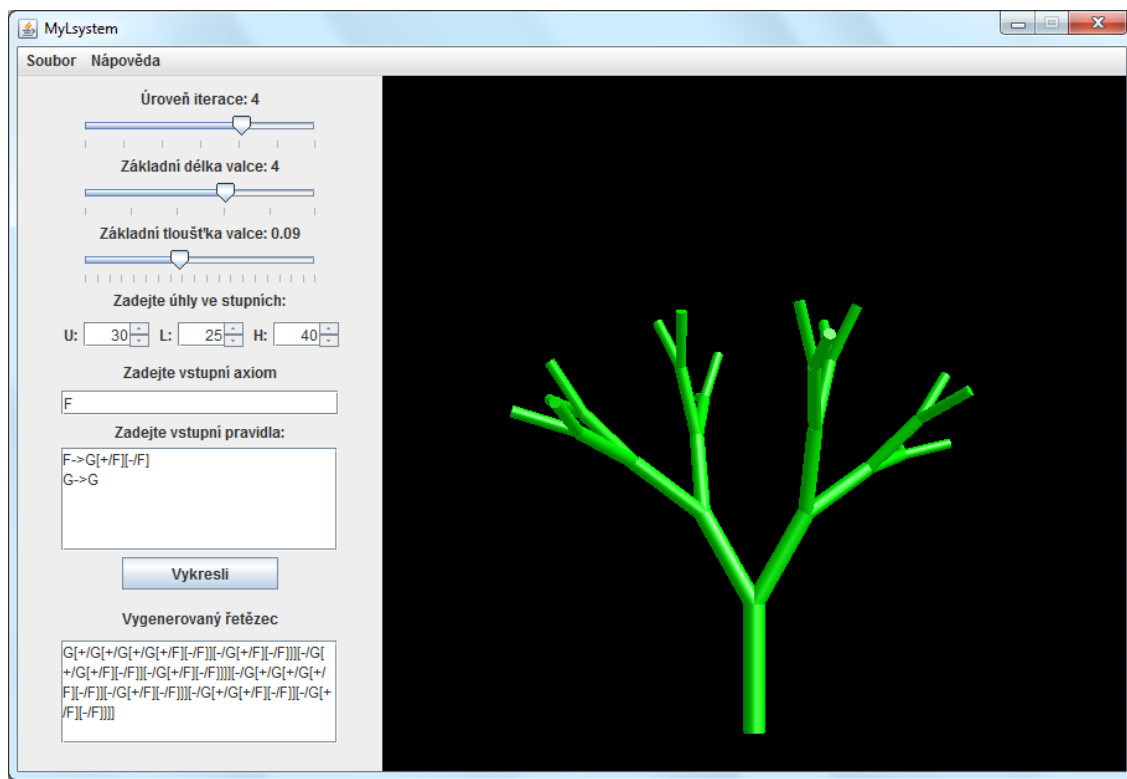 MyLsystem
Soubor Nápověda
Úroveň iterace: 4
Základní délka valce: 4
Základní tloušťka valce: 0.09
Zadejte úhly ve stupních:
U: 30 L: 25 H: 40
Zadejte vstupní axiom
F
Zadejte vstupní pravidla:
F->G[+/F][-/F]
G->G
Vykresli
Vygenerovaný řetězec
G[+/G[+/G[+/G[+/F][-/F]][-/G[+/F][-/F]]][-/G[
+/G[+/F][-/F]][-/G[+/F][-/F]]]][-/G[+/G[+/G[+/
F][-/F]][-/G[+/F][-/F]]][-/G[+/G[+/F][-/F]][-/G[+
/F][-/F]]]]